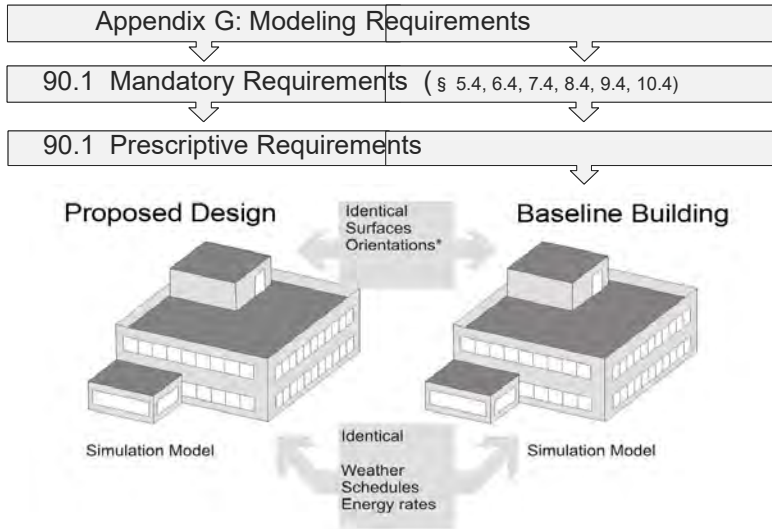 Appendix G: Modeling Requirements
90.1 Mandatory Requirements ( § 5.4, 6.4, 7.4, 8.4, 9.4, 10.4)
90.1 Prescriptive Requirements
Proposed Design
Identical
Surfaces
Orientations*
Baseline Building
Simulation Model
Identical
Weather
Schedules
Energy rates
Simulation Model